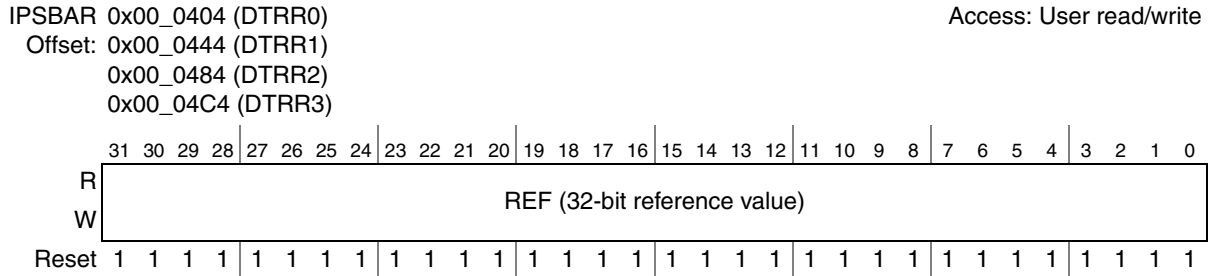 IPSBAR 0x00_0404 (DTRR0) Access: User read/write
Offset: 0x00_0444 (DTRR1)
0x00_0484 (DTRR2)
0x00_04C4 (DTRR3)
31 30 29 28 27 26 25 24 23 22 21 20 19 18 17 16 15 14 13 12 11 10 9 8 7 6 5 4 3 2 1 0
R
REF (32-bit reference value)
W
Reset 1 1 1 1 1 1 1 1 1 1 1 1 1 1 1 1 1 1 1 1 1 1 1 1 1 1 1 1 1 1 1 1